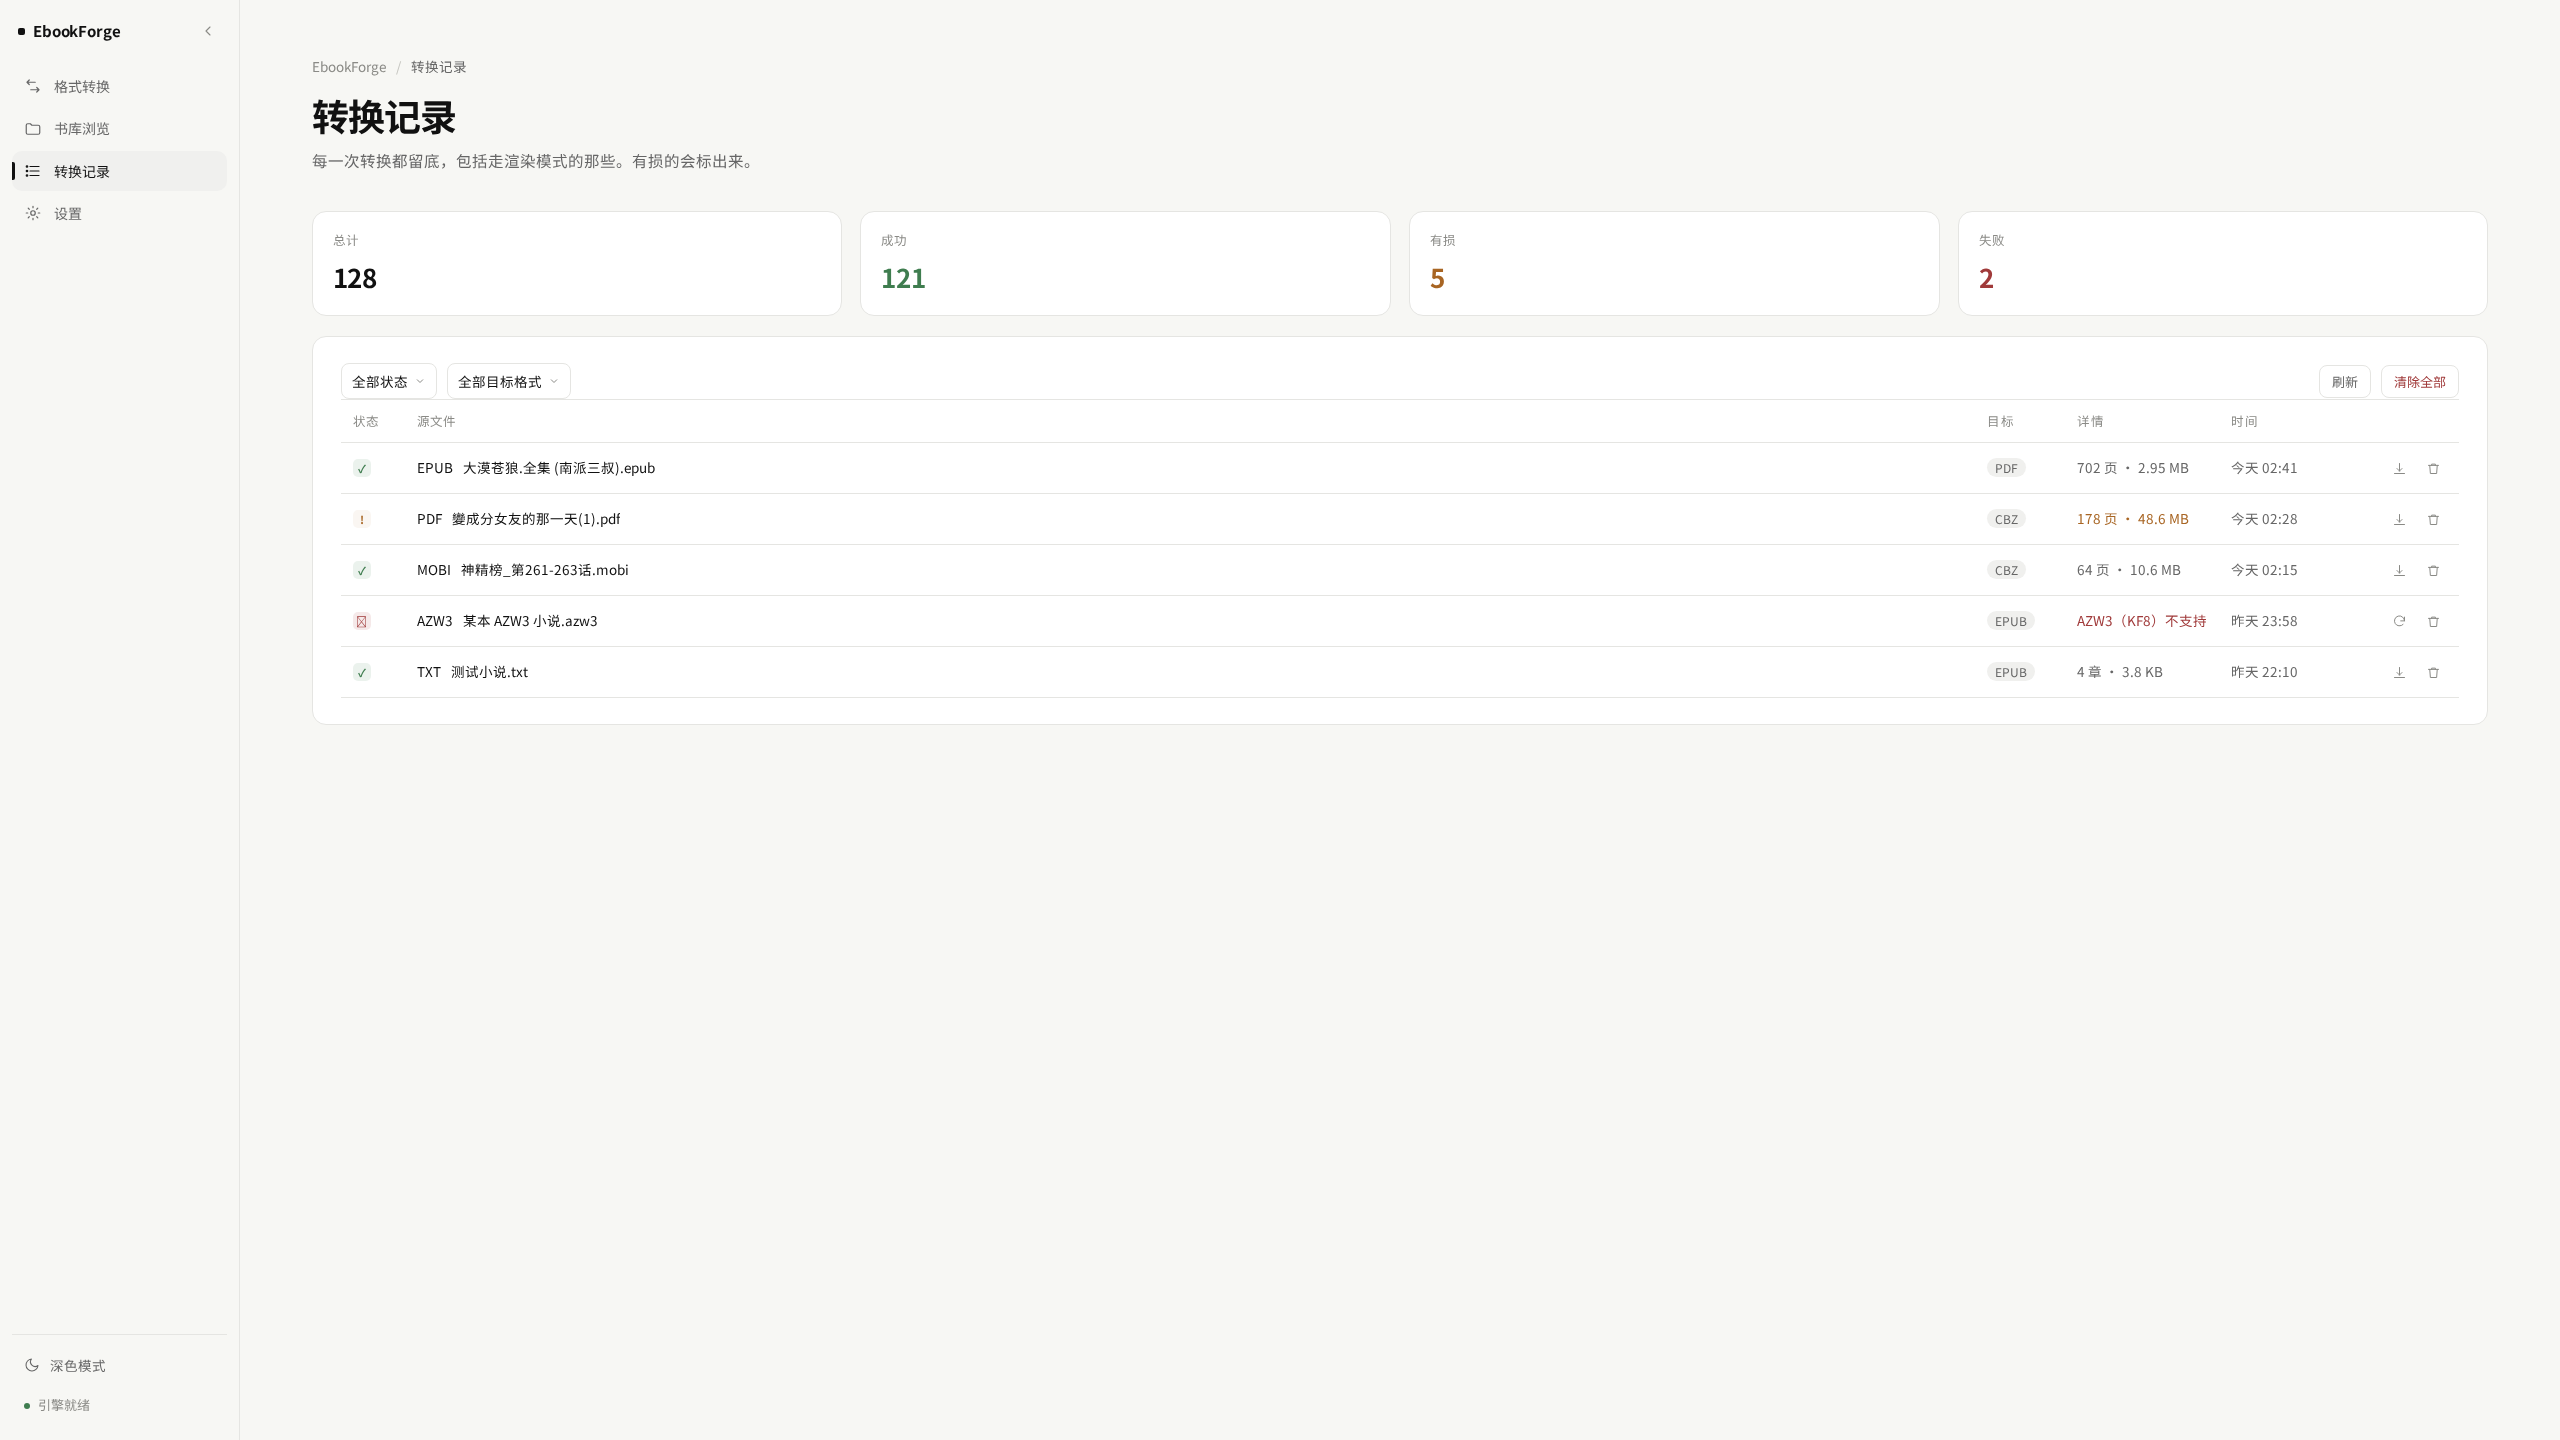 EbookForge
格式转换
书库浏览
转换记录
设置
深色模式
引擎就绪
EbookForge / 转换记录
转换记录
每一次转换都留底，包括走渲染模式的那些。有损的会标出来。
总计
128
成功
121
有损
5
失败
2
全部状态 全部目标格式 刷新 清除全部
状态 源文件 目标 详情 时间
✓ EPUB 大漠苍狼.全集 (南派三叔).epub PDF 702 页 · 2.95 MB 今天 02:41
! PDF 變成分女友的那一天(1).pdf CBZ 178 页 · 48.6 MB 今天 02:28
✓ MOBI 神精榜_第261-263话.mobi CBZ 64 页 · 10.6 MB 今天 02:15
AZW3 某本 AZW3 小说.azw3 EPUB AZW3（KF8）不支持 昨天 23:58
✓ TXT 测试小说.txt EPUB 4 章 · 3.8 KB 昨天 22:10